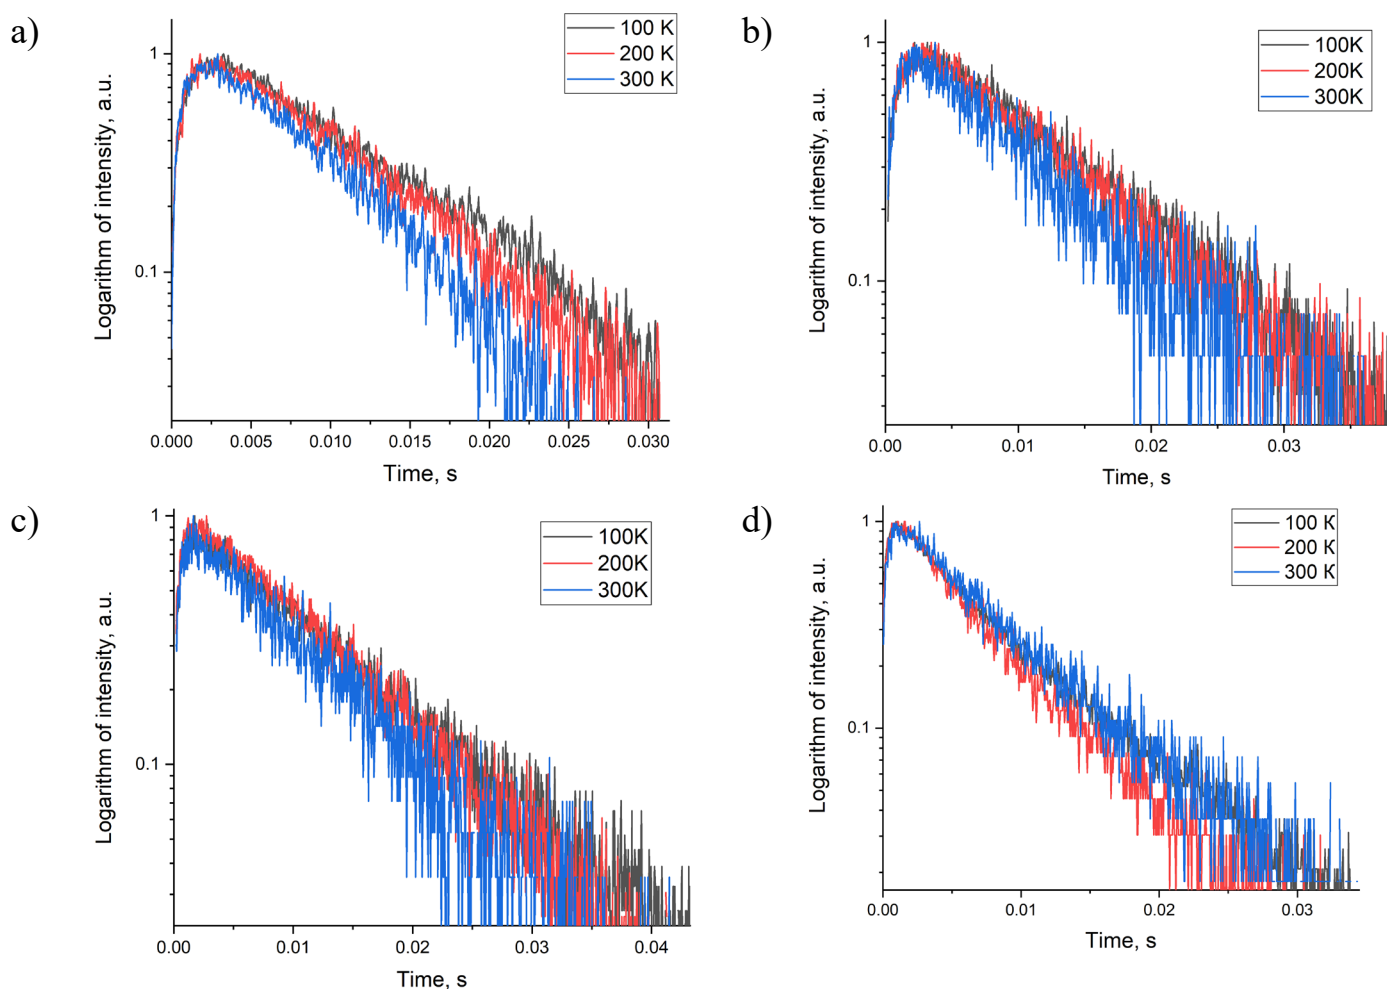 a)
100 K
200 K
300 K
1
0.1
Logarithm of intensity, a.u.
0.000 0.005 0.010 0.015 0.020 0.025 0.030
Time, s
b)
100K
200K
300K
1
0.1
Logarithm of intensity, a.u.
0.00 0.01 0.02 0.03
Time, s
c)
100K
200K
300K
1
0.1
Logarithm of intensity, a.u.
0.00 0.01 0.02 0.03 0.04
Time, s
d)
100 K
200 K
300 K
1
0.1
Logarithm of intensity, a.u.
0.00 0.01 0.02 0.03
Time, s